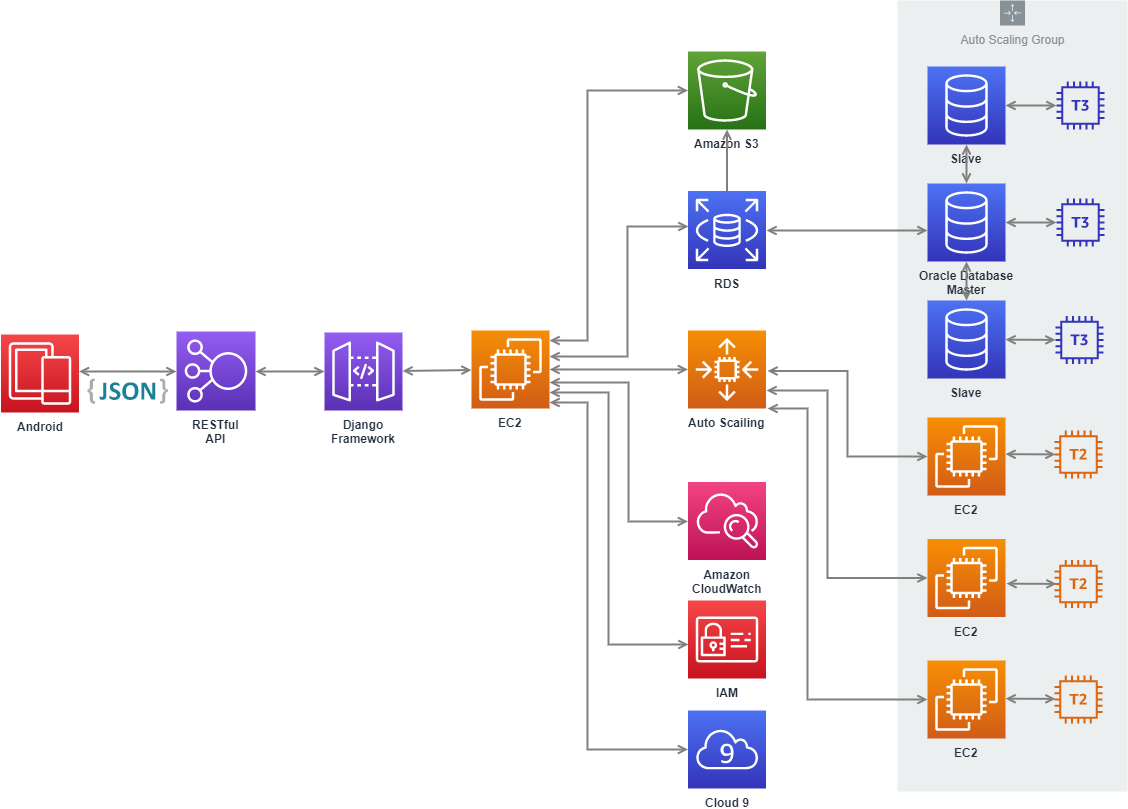 Auto Scaling Group
Amazon S3
Slave
T3
RDS
Oracle Database
Master
T3
Android
{JSON}
RESTful
API
</>
Django
Framework
EC2
Auto Scailing
Slave
T3
EC2
T2
Amazon
CloudWatch
EC2
T2
IAM
EC2
T2
9
Cloud 9